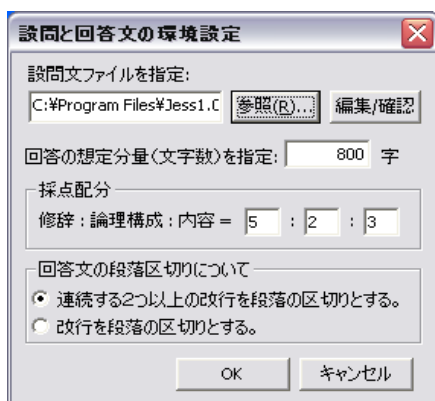 設問と回答文の環境設定
設問文ファイルを指定:
C:¥Program Files¥Jess1.C 参照(R)... 編集/確認
回答の想定分量(文字数)を指定: 800 字
採点配分
修辞:論理構成:内容= 5 : 2 : 3
回答文の段落区切りについて
連続する2つ以上の改行を段落の区切りとする。
改行を段落の区切りとする。
OK キャンセル